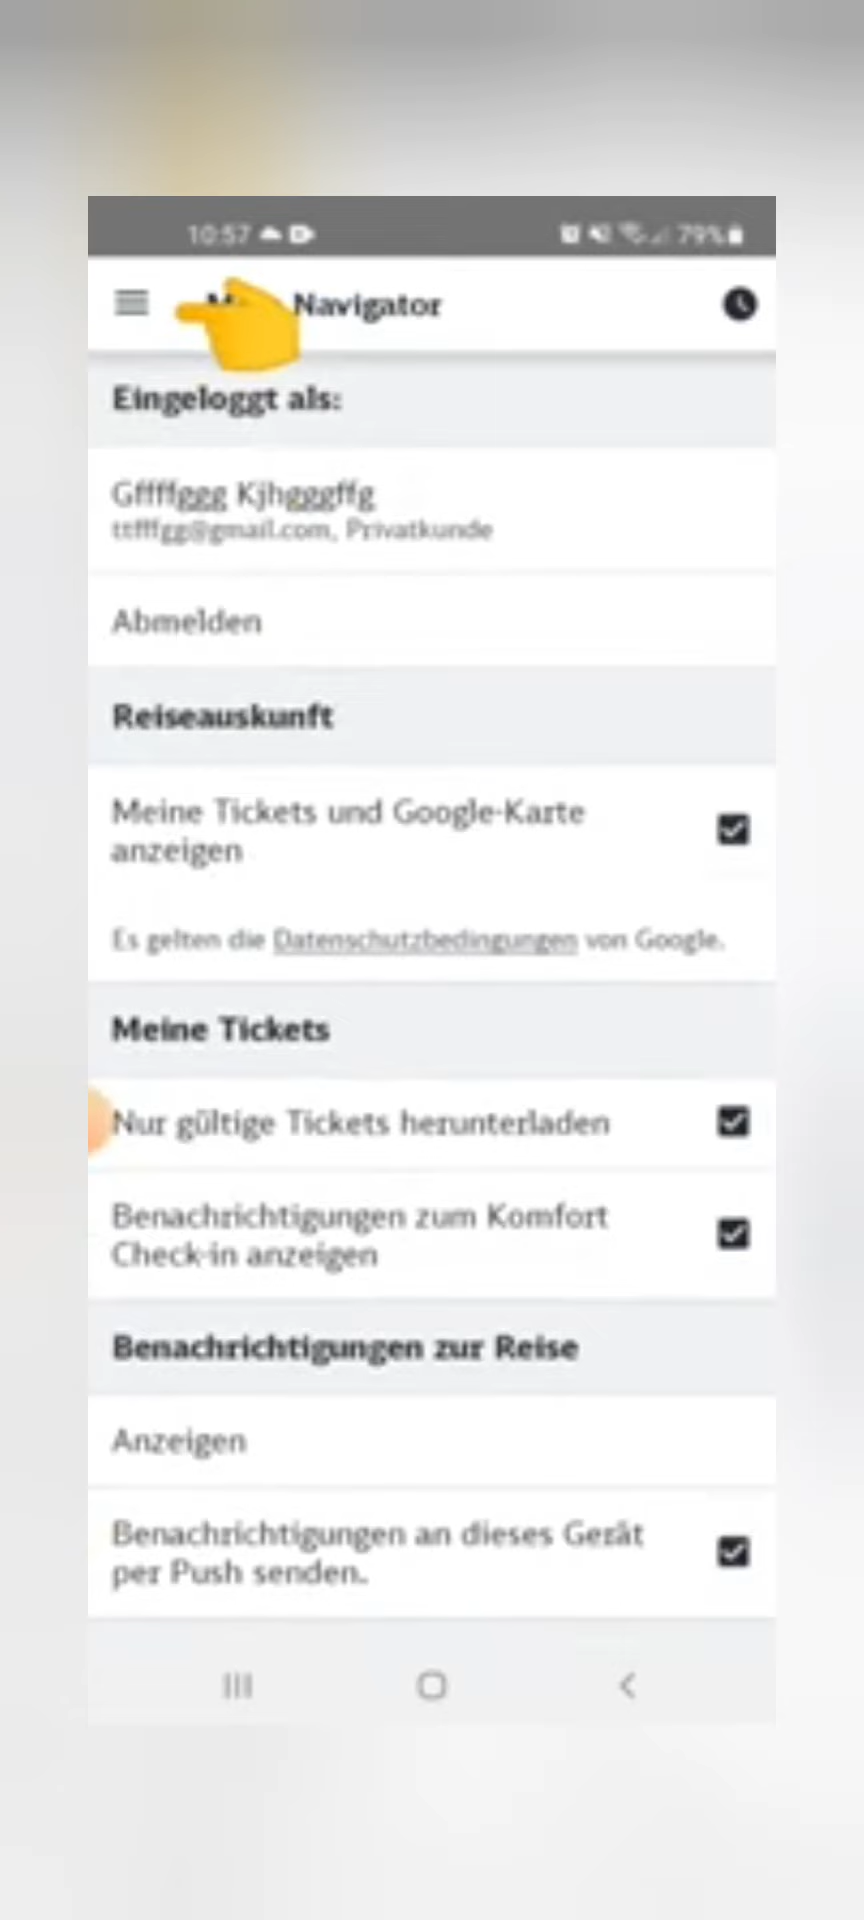 10:57 79%
Navigator
Eingeloggt als:
Gffffggg Kjhgggffg
ttfffgg@gmail.com, Privatkunde
Abmelden
Reiseauskunft
Meine Tickets und Google-Karte
anzeigen
Es gelten die Datenschutzbedingungen von Google.
Meine Tickets
Nur gültige Tickets herunterladen
Benachrichtigungen zum Komfort
Check-in anzeigen
Benachrichtigungen zur Reise
Anzeigen
Benachrichtigungen an dieses Gerät
per Push senden.